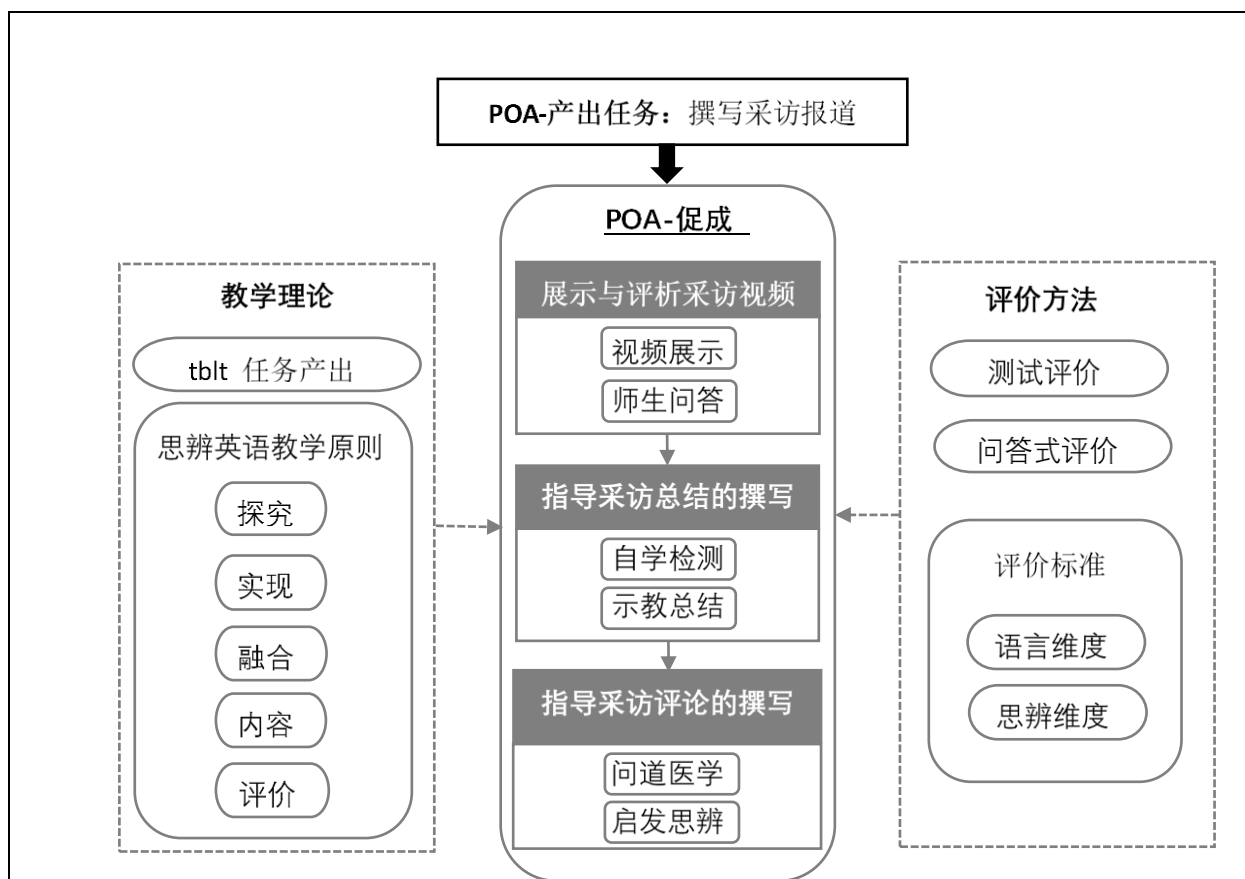 POA-产出任务：撰写采访报道
POA-促成
展示与评析采访视频
视频展示
师生问答
指导采访总结的撰写
自学检测
示教总结
指导采访评论的撰写
问道医学
启发思辨
教学理论
tblt 任务产出
思辨英语教学原则
探究
实现
融合
内容
评价
评价方法
测试评价
问答式评价
评价标准
语言维度
思辨维度